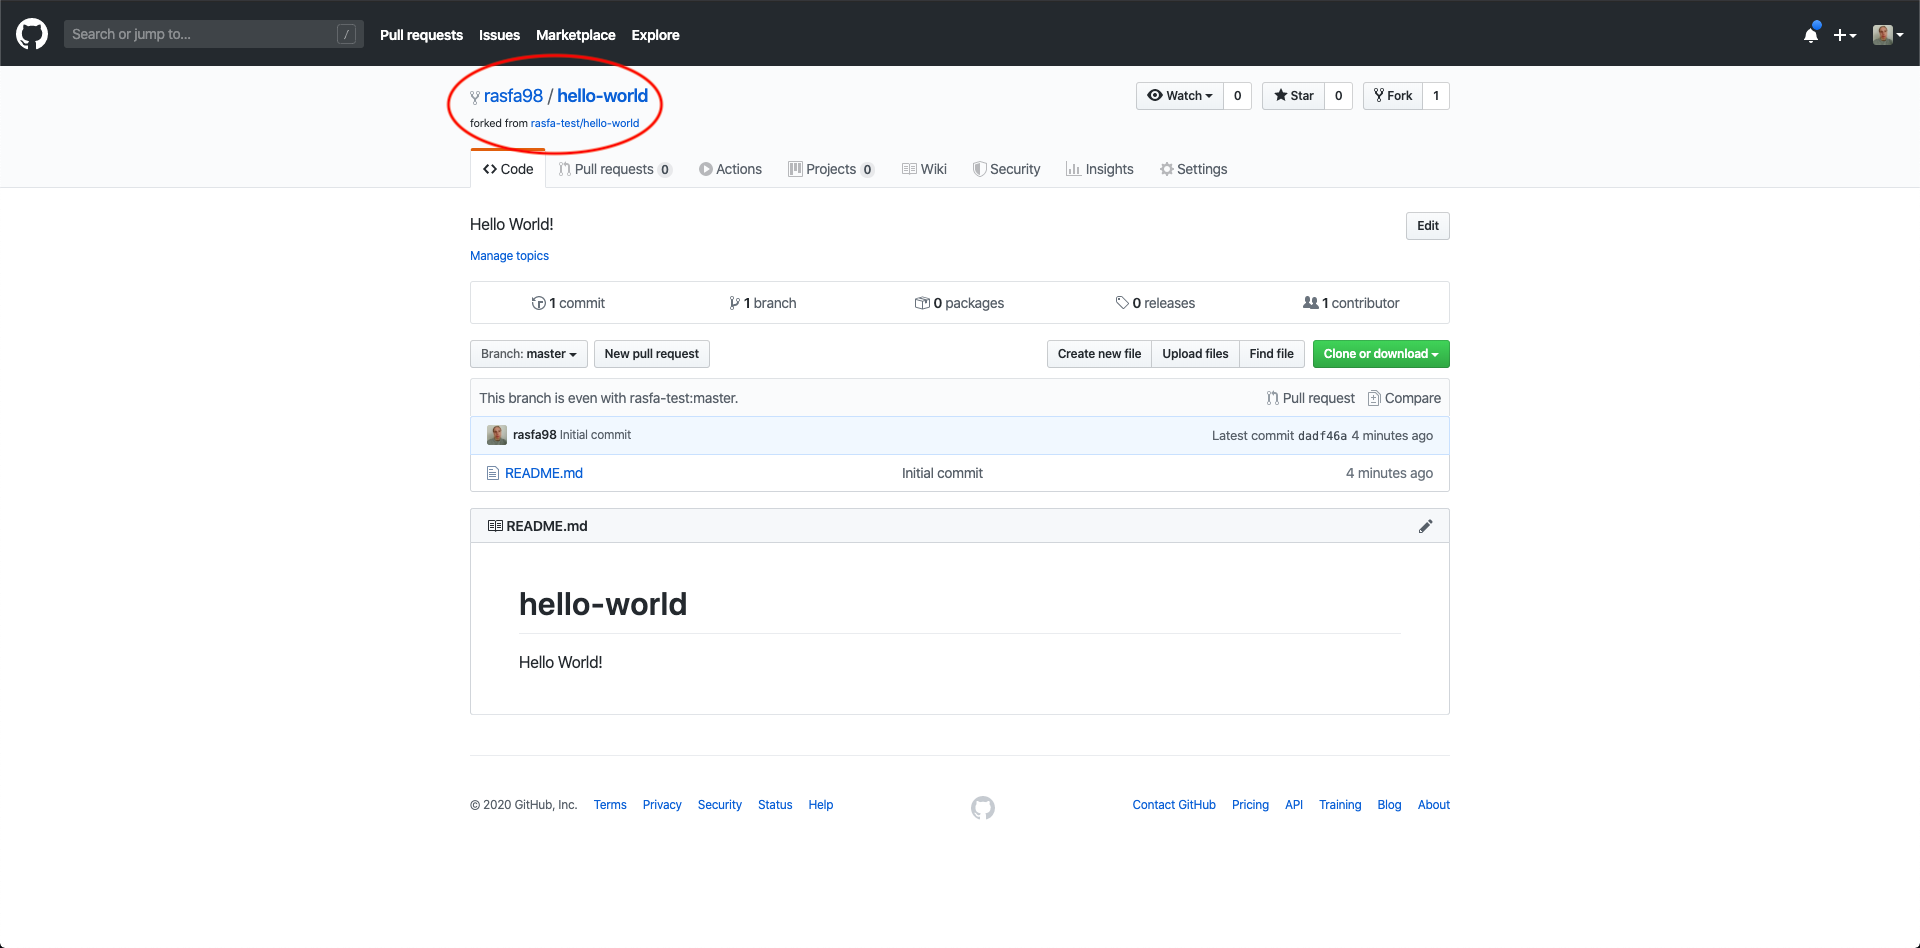 Search or jump to... /
Pull requests Issues Marketplace Explore
rasfa98 / hello-world
forked from rasfa-test/hello-world
Watch 0 Star 0 Fork 1
Code Pull requests 0 Actions Projects 0 Wiki Security Insights Settings
Hello World! Edit
Manage topics
1 commit 1 branch 0 packages 0 releases 1 contributor
Branch: master New pull request Create new file Upload files Find file Clone or download
This branch is even with rasfa-test:master. Pull request Compare
rasfa98 Initial commit Latest commit dadf46a 4 minutes ago
README.md Initial commit 4 minutes ago
README.md
hello-world
Hello World!
© 2020 GitHub, Inc. Terms Privacy Security Status Help Contact GitHub Pricing API Training Blog About